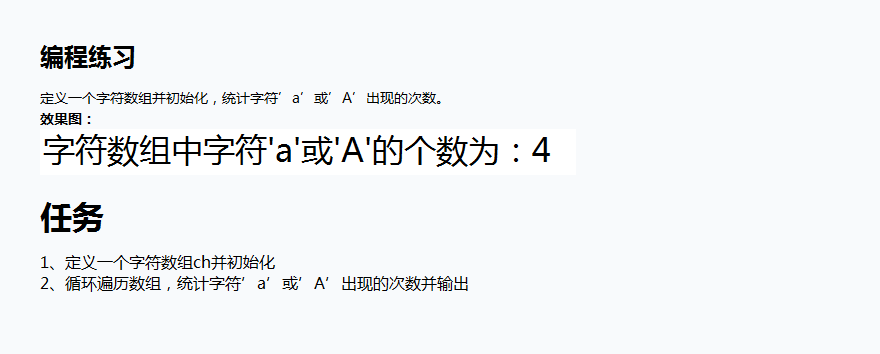 编程练习
定义一个字符数组并初始化，统计字符’a’或’A’出现的次数。
效果图：
字符数组中字符'a'或'A'的个数为：4
任务
1、定义一个字符数组ch并初始化
2、循环遍历数组，统计字符’a’或’A’出现的次数并输出